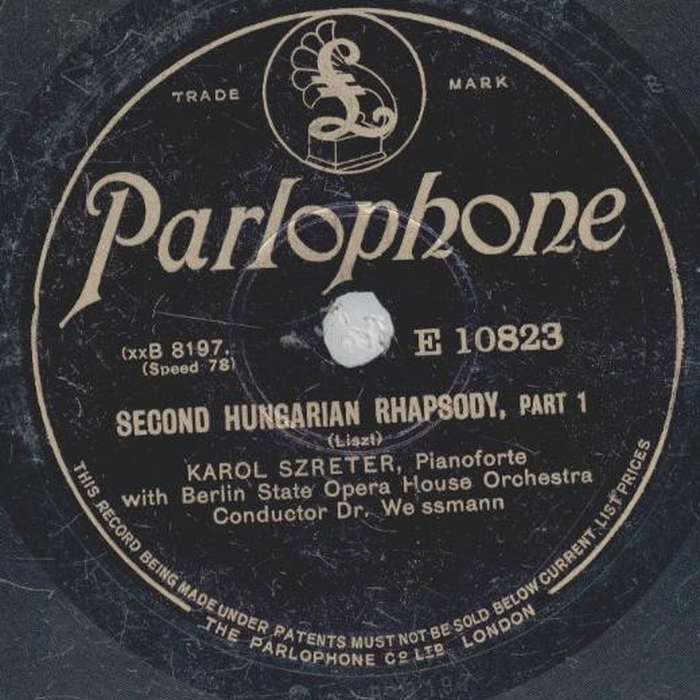 TRADE MARK
£
Parlophone
(xxB 8197.
(Speed 78)
E 10823
SECOND HUNGARIAN RHAPSODY, PART 1
(Liszt)
KAROL SZRETER, Pianoforte
with Berlin State Opera House Orchestra
Conductor Dr. We ssmann
THIS RECORD BEING MADE UNDER PATENTS MUST NOT BE SOLD BELOW CURRENT LIST PRICES
THE PARLOPHONE Co LTD LONDON